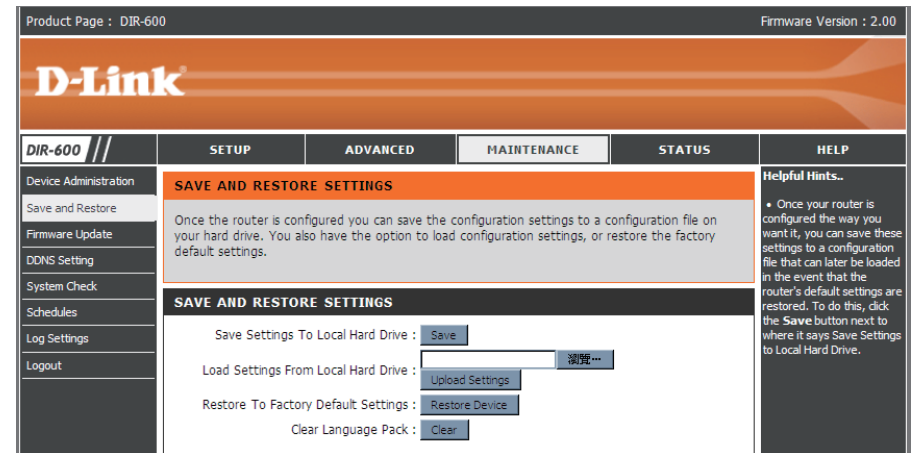 Product Page : DIR-600
Firmware Version : 2.00
D-Link
DIR-600
SETUP
ADVANCED
MAINTENANCE
STATUS
HELP
Device Administration
Save and Restore
Firmware Update
DDNS Setting
System Check
Schedules
Log Settings
Logout
SAVE AND RESTORE SETTINGS
Once the router is configured you can save the configuration settings to a configuration file on
your hard drive. You also have the option to load configuration settings, or restore the factory
default settings.
SAVE AND RESTORE SETTINGS
Save Settings To Local Hard Drive : Save
Load Settings From Local Hard Drive : 瀏覽…
Upload Settings
Restore To Factory Default Settings : Restore Device
Clear Language Pack : Clear
Helpful Hints..
• Once your router is
configured the way you
want it, you can save these
settings to a configuration
file that can later be loaded
in the event that the
router's default settings are
restored. To do this, click
the Save button next to
where it says Save Settings
to Local Hard Drive.